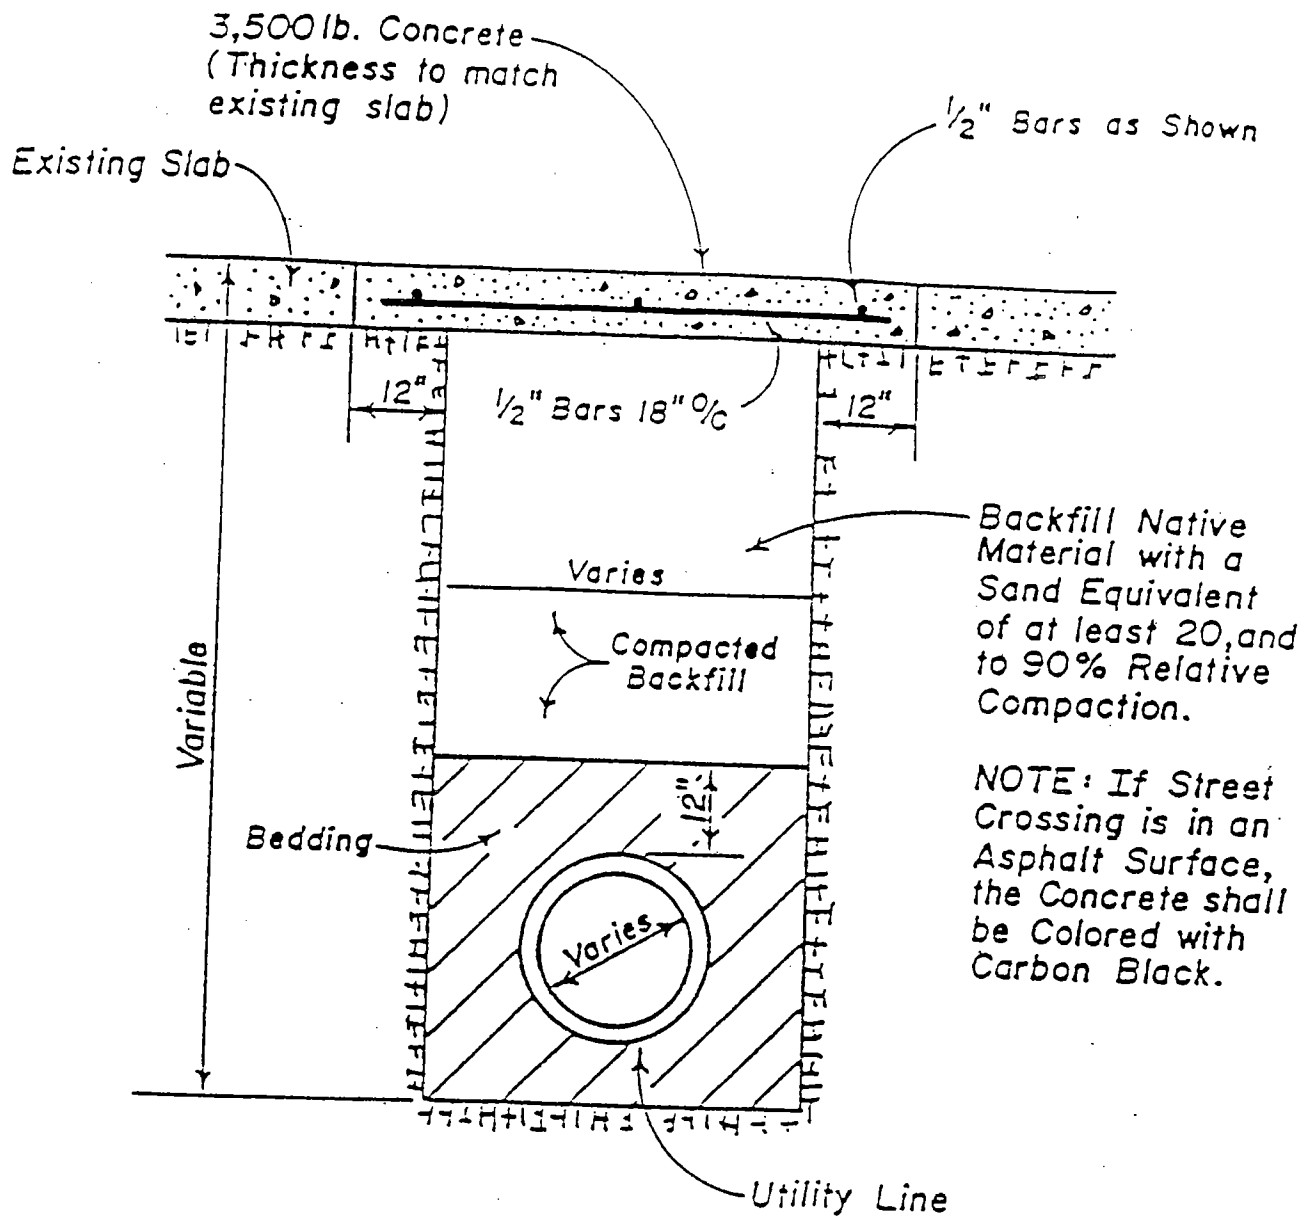 3,500 lb. Concrete
(Thickness to match
existing slab)
1/2" Bars as Shown
Existing Slab
12"
1/2" Bars 18" O/C
12"
Backfill Native
Material with a
Sand Equivalent
of at least 20, and
to 90% Relative
Compaction.
Varies
Compacted
Backfill
Variable
NOTE: If Street
Crossing is in an
Asphalt Surface,
the Concrete shall
be Colored with
Carbon Black.
12"
Bedding
Varies
Utility Line